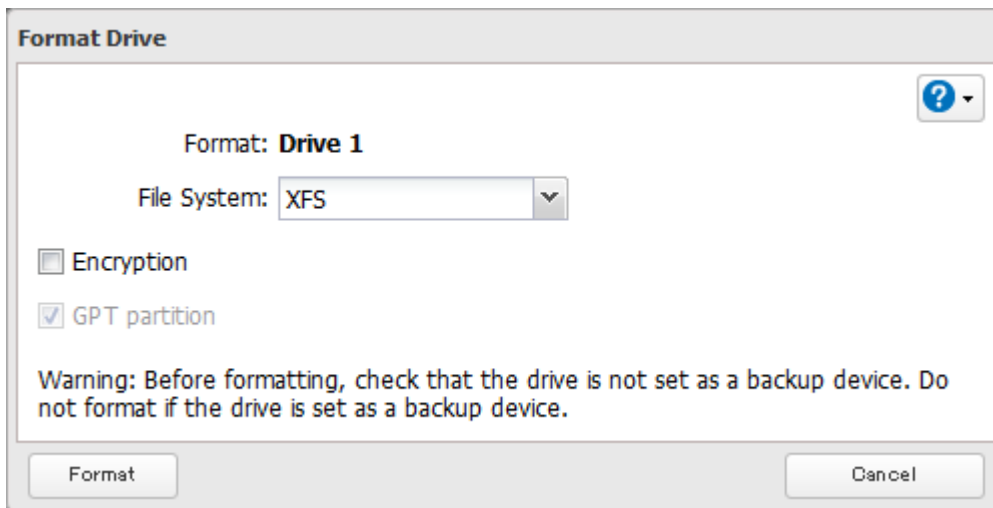 Format Drive
?
Format: Drive 1
File System: XFS
Encryption
GPT partition
Warning: Before formatting, check that the drive is not set as a backup device. Do
not format if the drive is set as a backup device.
Format Cancel